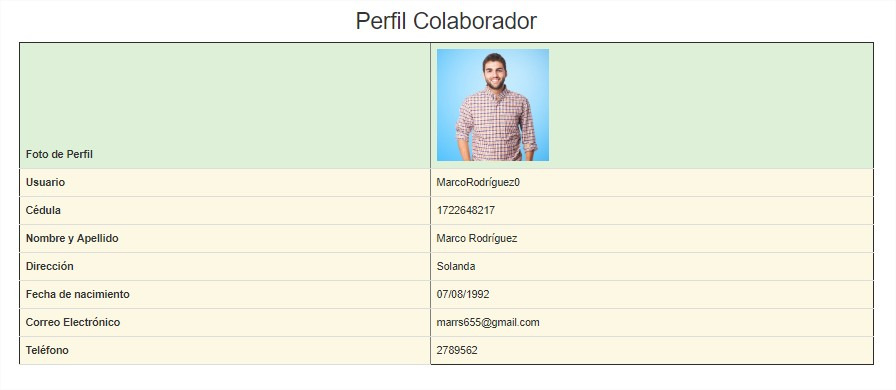 Perfil Colaborador
Foto de Perfil
Usuario MarcoRodríguez0
Cédula 1722648217
Nombre y Apellido Marco Rodríguez
Dirección Solanda
Fecha de nacimiento 07/08/1992
Correo Electrónico marrs655@gmail.com
Teléfono 2789562